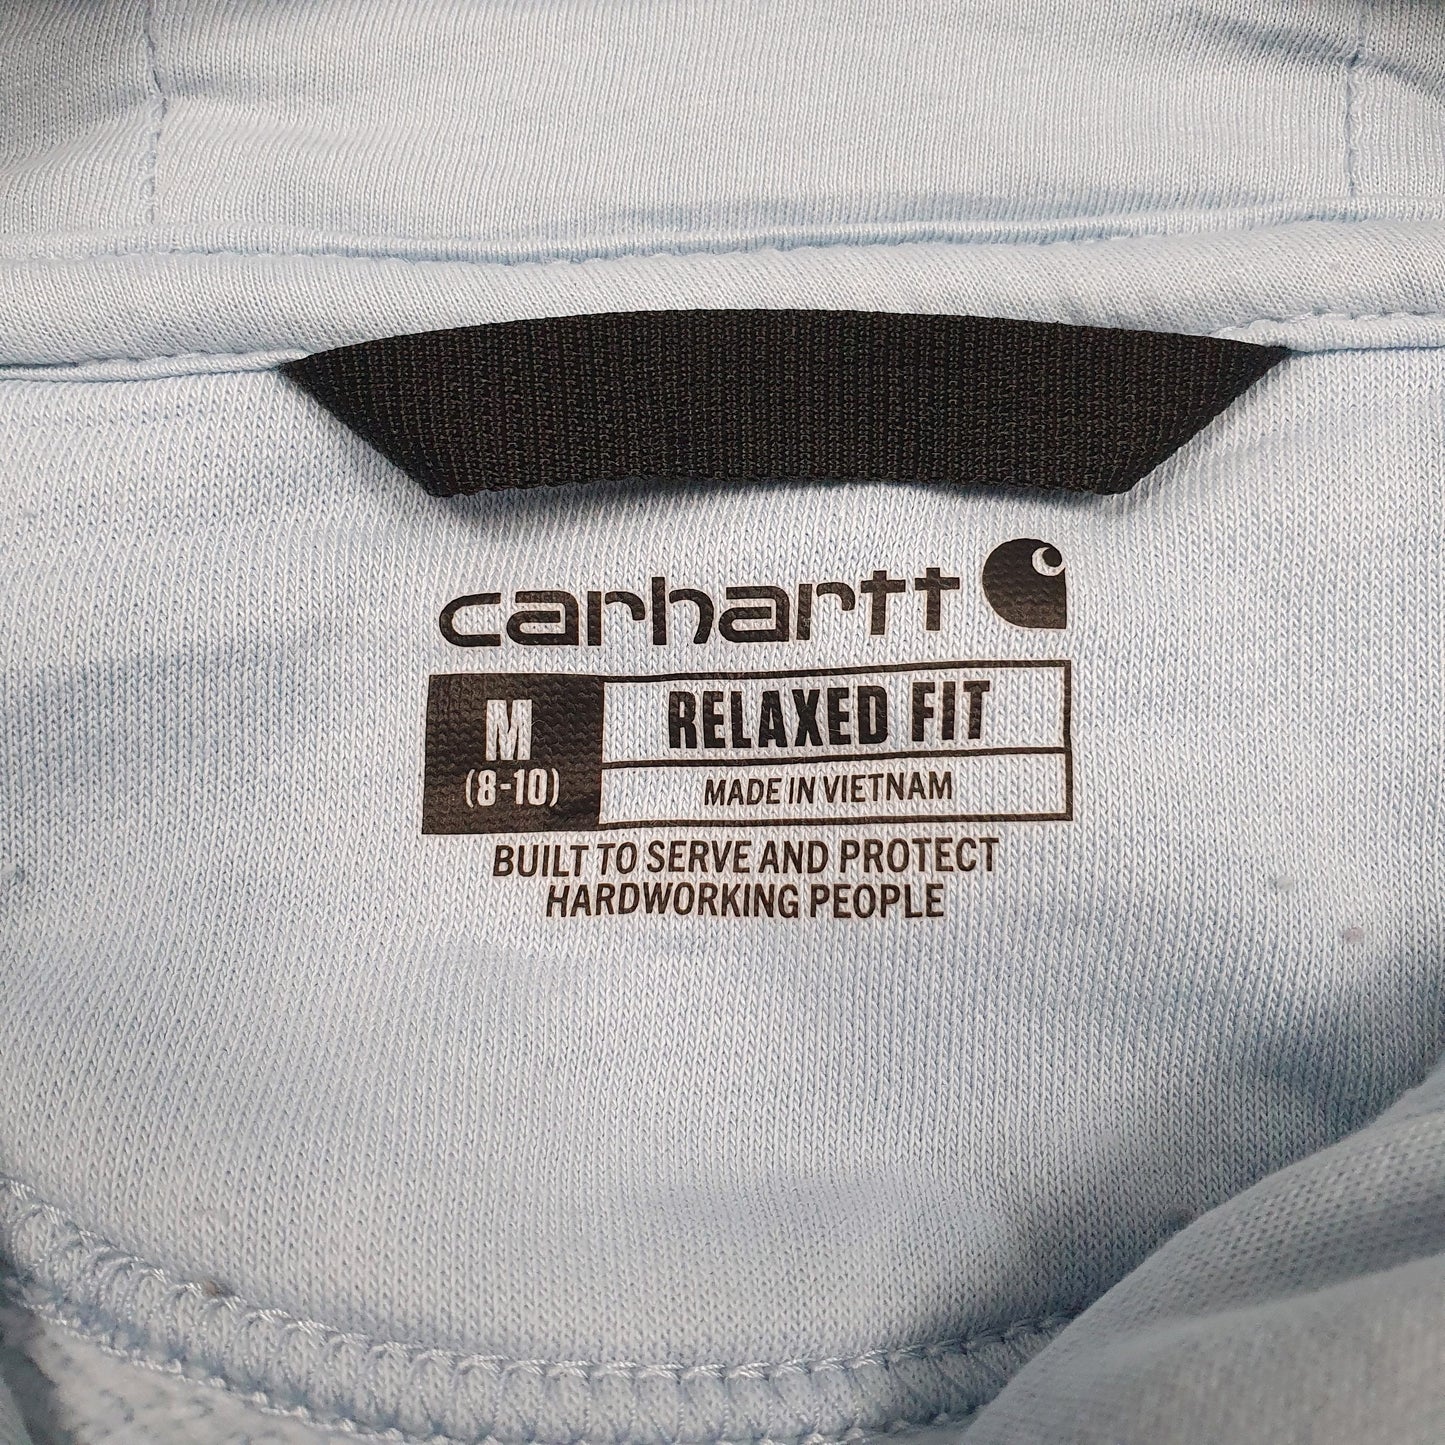 carhartt
M
(8-10)
RELAXED FIT
MADE IN VIETNAM
BUILT TO SERVE AND PROTECT
HARDWORKING PEOPLE